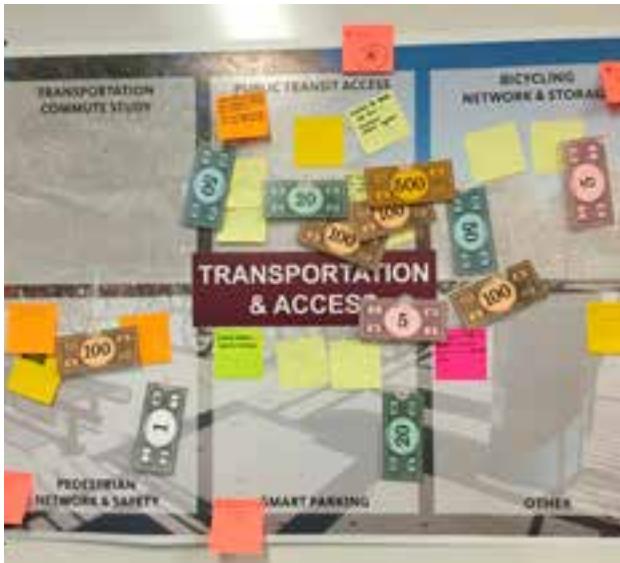 TRANSPORTATION
COMMUTE STUDY
PUBLIC TRANSIT ACCESS
BICYCLING
NETWORK & STORAGE
50
20
500
100
100
50
5
TRANSPORTATION
& ACCESS
5
100
100
1
20
PEDESTRIAN
NETWORK & SAFETY
SMART PARKING
OTHER